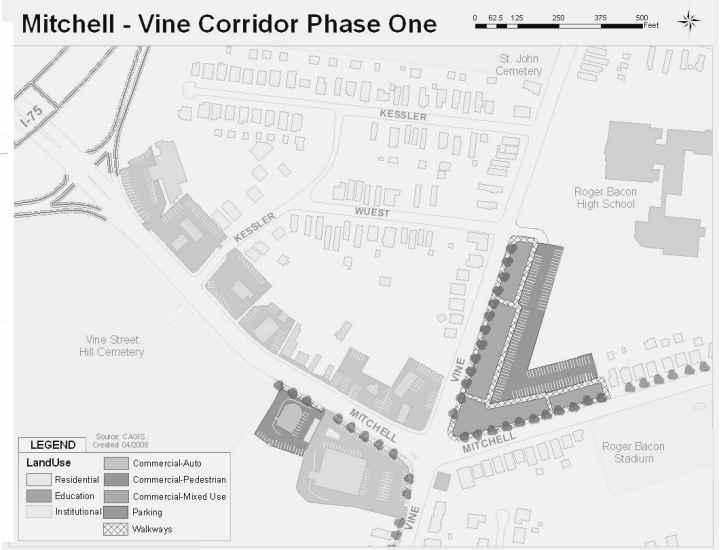 Mitchell - Vine Corridor Phase One
0 62.5 125 250 375 500
Feet
St. John
Cemetery
I-75
KESSLER
Roger Bacon
High School
WUEST
KESSLER
Vine Street
Hill Cemetery
VINE
MITCHELL
MITCHELL
Roger Bacon
Stadium
VINE
LEGEND
Source: CAGIS
Created 04/2008
LandUse
Residential
Education
Institutional
Commercial-Auto
Commercial-Pedestrian
Commercial-Mixed Use
Parking
Walkways